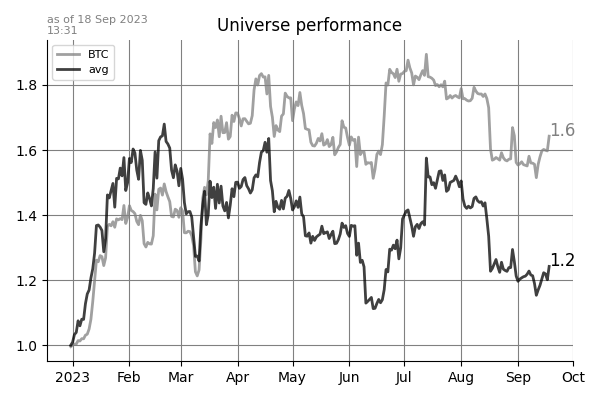 as of 18 Sep 2023
13:31
Universe performance
BTC
avg
1.8
1.6
1.4
1.2
1.0
1.6
1.2
2023 Feb Mar Apr May Jun Jul Aug Sep Oct